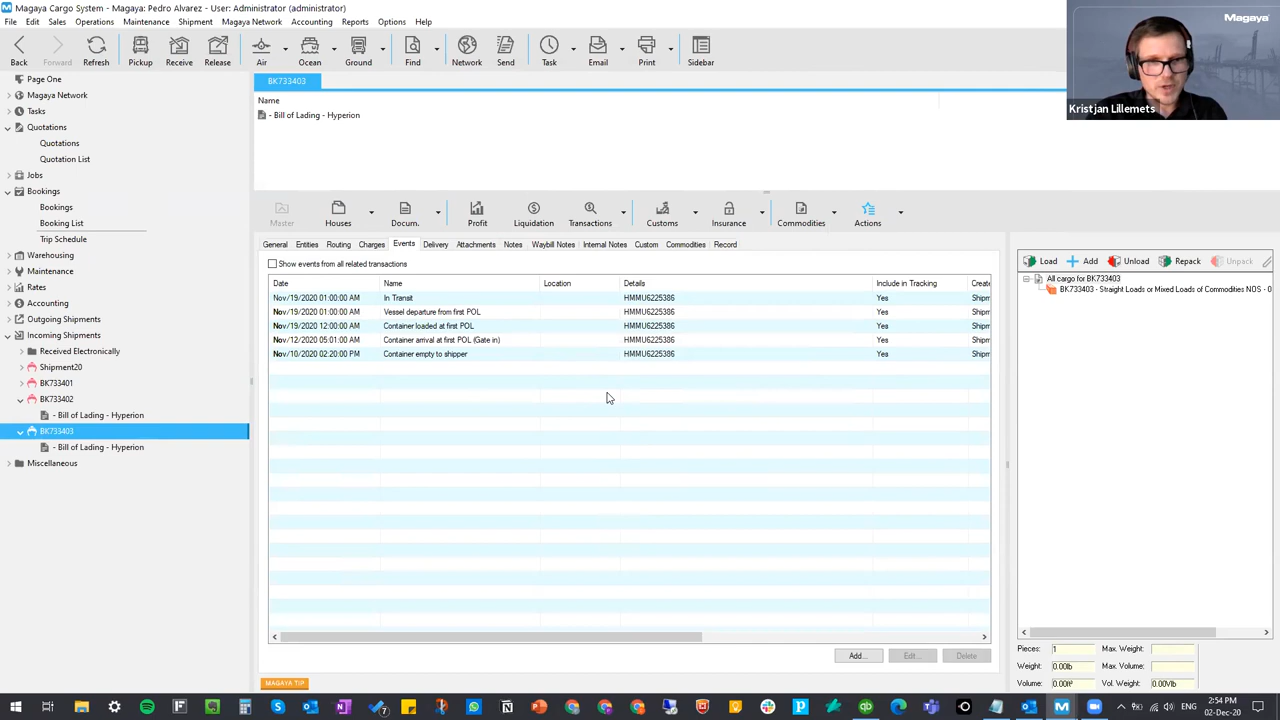 Magaya Cargo System - Magaya: Pedro Alvarez - User: Administrator (administrator)
File Edit Sales Operations Maintenance Shipment Magaya Network Accounting Reports Options Help
Magaya
Back Forward Refresh Pickup Receive Release Air Ocean Ground Find Network Send Task Email Print Sidebar
Kristjan Lillemets
Page One
Magaya Network
Tasks
Quotations
Quotations
Quotation List
Jobs
Bookings
Bookings
Booking List
Trip Schedule
Warehousing
Maintenance
Rates
Accounting
Outgoing Shipments
Incoming Shipments
Received Electronically
Shipment20
BK733401
BK733402
- Bill of Lading - Hyperion
BK733403
- Bill of Lading - Hyperion
Miscellaneous
BK733403
Name
- Bill of Lading - Hyperion
Master Houses Docum. Profit Liquidation Transactions Customs Insurance Commodities Actions
General Entities Routing Charges Events Delivery Attachments Notes Waybill Notes Internal Notes Custom Commodities Record
Show events from all related transactions
Date Name Location Details Include in Tracking
Nov/19/2020 01:00:00 AM In Transit HMMU6225386 Yes Shipm
Nov/19/2020 01:00:00 AM Vessel departure from first POL HMMU6225386 Yes Shipm
Nov/19/2020 12:00:00 AM Container loaded at first POL HMMU6225386 Yes Shipm
Nov/12/2020 05:01:00 AM Container arrival at first POL (Gate in) HMMU6225386 Yes Shipm
Nov/10/2020 02:20:00 PM Container empty to shipper HMMU6225386 Yes Shipm
Add... Edit... Delete
MAGAYA TIP
Load Add Unload Repack Unpack
All cargo for BK733403
BK733403 - Straight Loads or Mixed Loads of Commodities NOS - 0
Pieces: 1 Max. Weight:
Weight: 0.00lb Max. Volume:
Volume: 0.00ft³ Vol. Weight: 0.00Vlb
ENG
2:54 PM
02-Dec-20